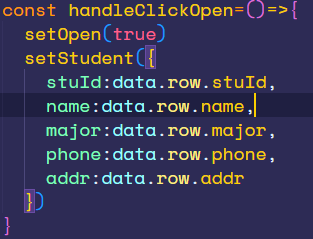 const handleClickOpen=()=>{
setOpen(true)
setStudent({
stuId:data.row.stuId,
name:data.row.name,
major:data.row.major,
phone:data.row.phone,
addr:data.row.addr
})
}